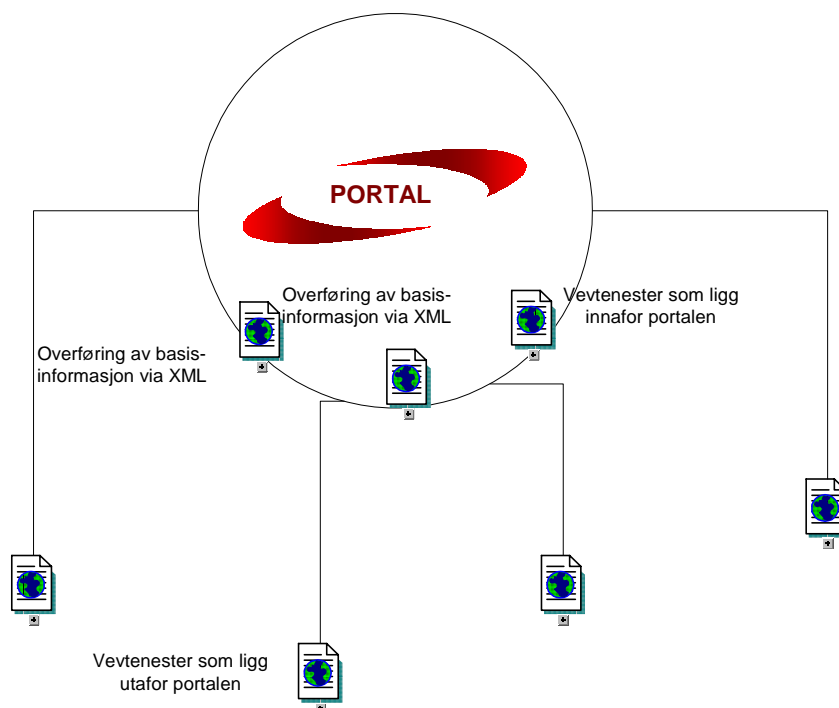 PORTAL
Overføring av basis-
informasjon via XML
Vevtenester som ligg
innafor portalen
Overføring av basis-
informasjon via XML
Vevtenester som ligg
utafor portalen